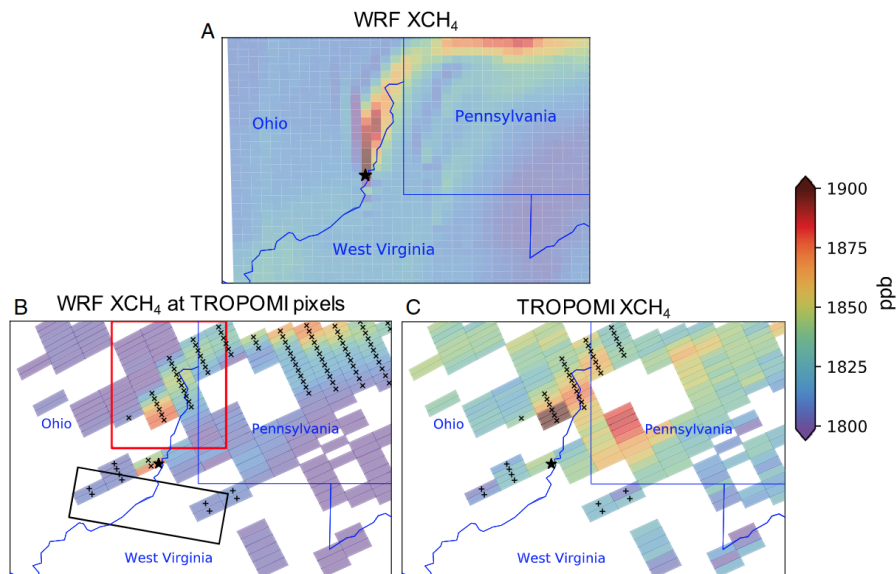 WRF XCH₄
A
Ohio
Pennsylvania
West Virginia
1900
1875
1850
1825
1800
ppb
B
WRF XCH₄ at TROPOMI pixels
Ohio
Pennsylvania
West Virginia
C
TROPOMI XCH₄
Ohio
Pennsylvania
West Virginia